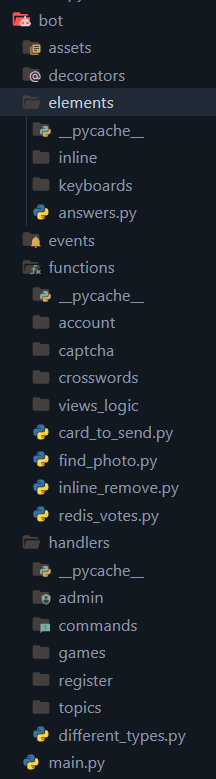 bot
assets
decorators
elements
__pycache__
inline
keyboards
answers.py
events
functions
__pycache__
account
captcha
crosswords
views_logic
card_to_send.py
find_photo.py
inline_remove.py
redis_votes.py
handlers
__pycache__
admin
commands
games
register
topics
different_types.py
main.py